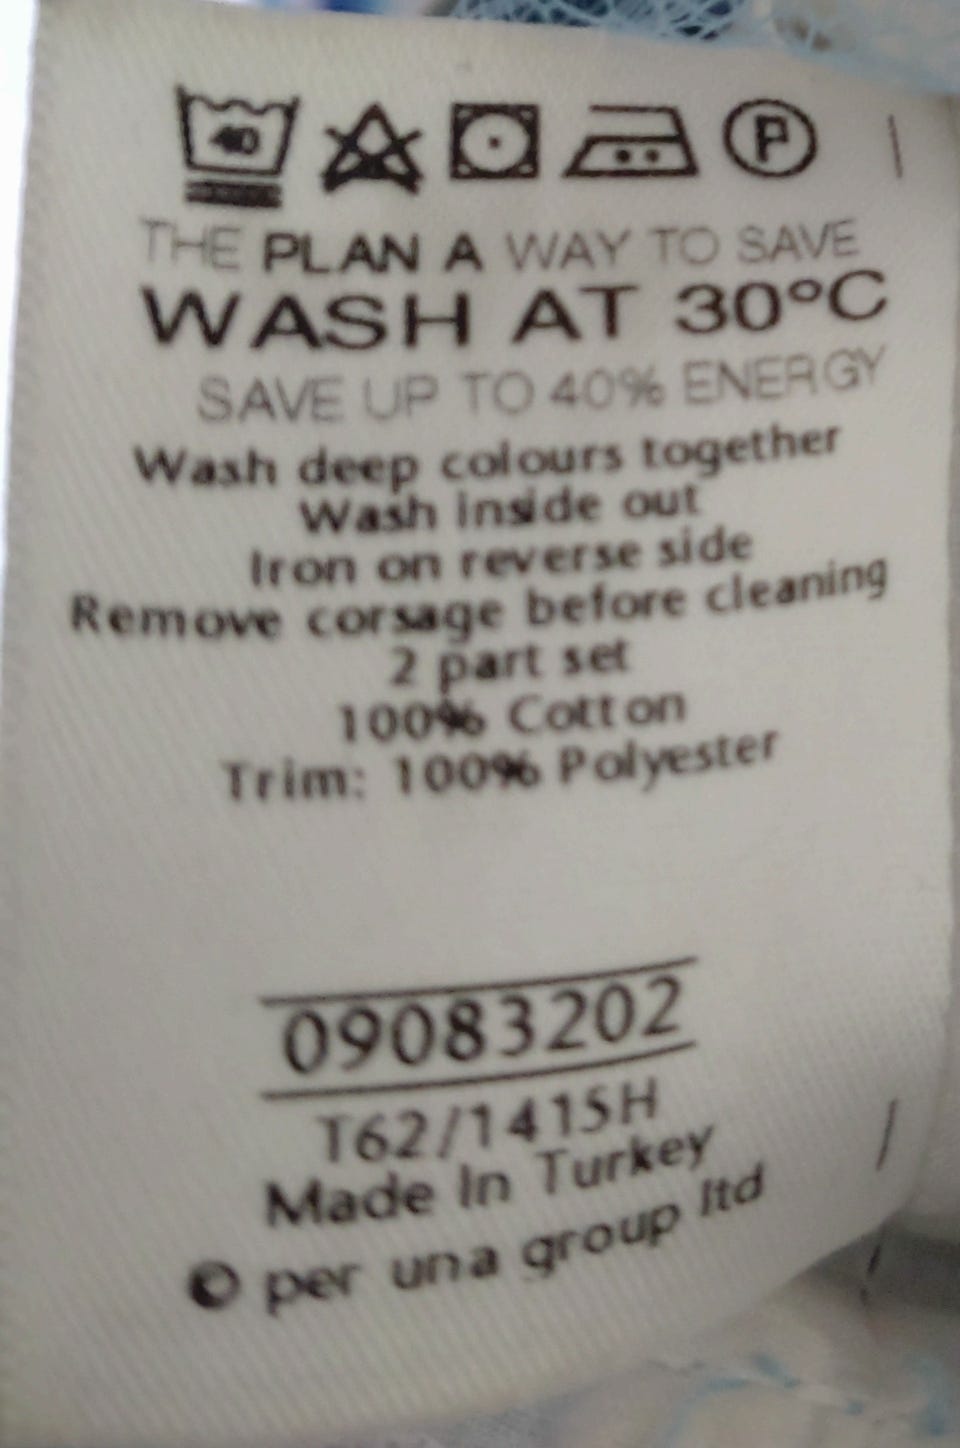 40 P
THE PLAN A WAY TO SAVE
WASH AT 30°C
SAVE UP TO 40% ENERGY
Wash deep colours together
Wash inside out
Iron on reverse side
Remove corsage before cleaning
2 part set
100% Cotton
Trim: 100% Polyester
09083202
T62/1415H
Made In Turkey
© per una group ltd